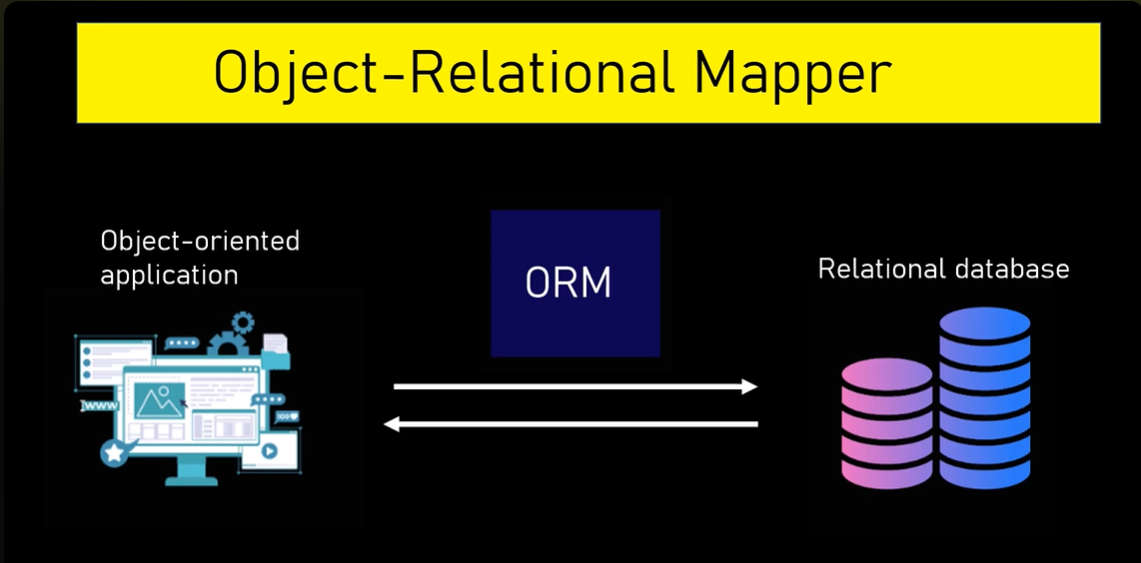 Object-Relational Mapper
Object-oriented
application
ORM
Relational database
WWW